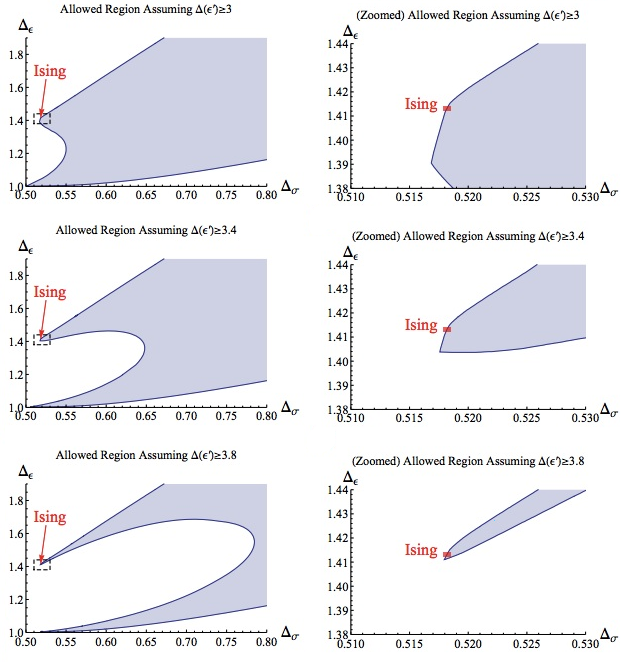 Allowed Region Assuming Δ(ϵ')≥3
Δϵ
1.8
1.6
1.4
1.2
1.0
Ising
0.50 0.55 0.60 0.65 0.70 0.75 0.80 Δσ
(Zoomed) Allowed Region Assuming Δ(ϵ')≥3
Δϵ
1.44
1.43
1.42
1.41
1.40
1.39
1.38
Ising
0.510 0.515 0.520 0.525 0.530 Δσ
Allowed Region Assuming Δ(ϵ')≥3.4
Δϵ
1.8
1.6
1.4
1.2
1.0
Ising
0.50 0.55 0.60 0.65 0.70 0.75 0.80 Δσ
(Zoomed) Allowed Region Assuming Δ(ϵ')≥3.4
Δϵ
1.44
1.43
1.42
1.41
1.40
1.39
1.38
Ising
0.510 0.515 0.520 0.525 0.530 Δσ
Allowed Region Assuming Δ(ϵ')≥3.8
Δϵ
1.8
1.6
1.4
1.2
1.0
Ising
0.50 0.55 0.60 0.65 0.70 0.75 0.80 Δσ
(Zoomed) Allowed Region Assuming Δ(ϵ')≥3.8
Δϵ
1.44
1.43
1.42
1.41
1.40
1.39
1.38
Ising
0.510 0.515 0.520 0.525 0.530 Δσ